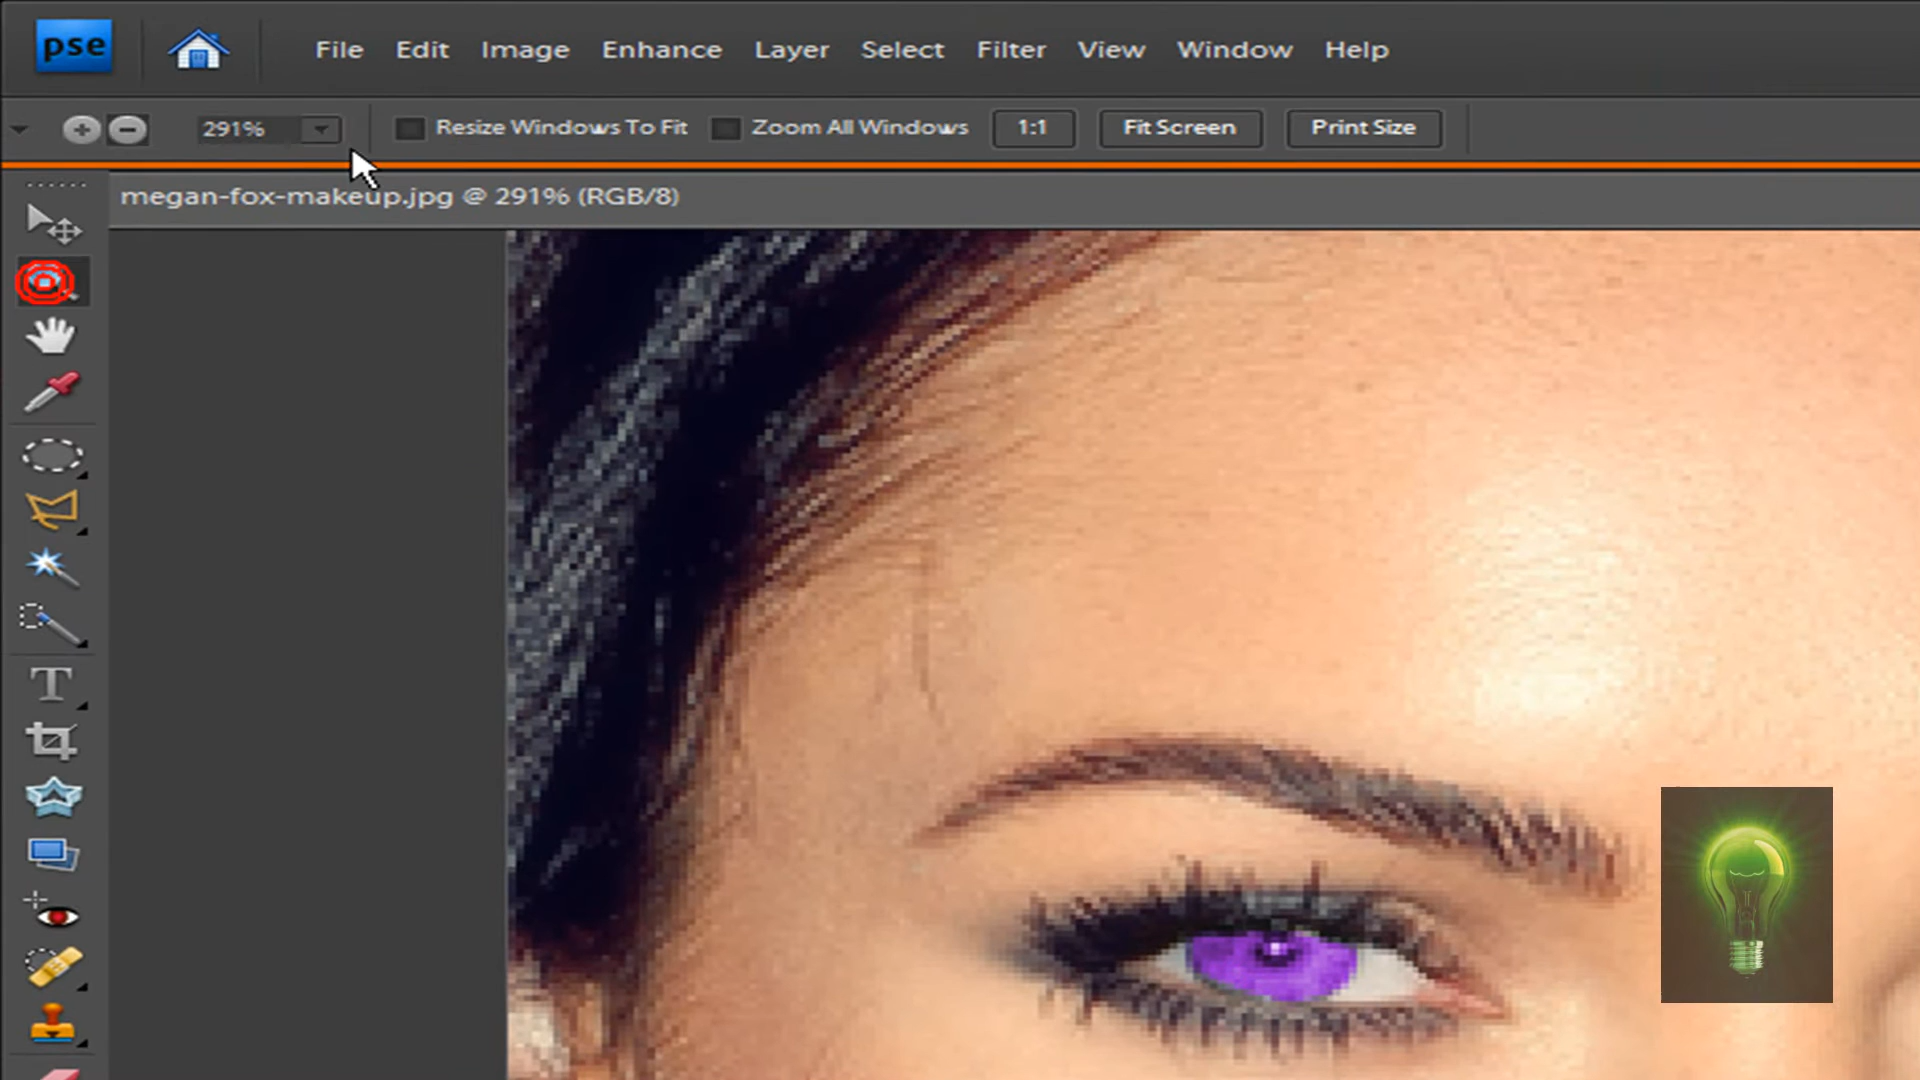 pse File Edit Image Enhance Layer Select Filter View Window Help
291% Resize Windows To Fit Zoom All Windows 1:1 Fit Screen Print Size
megan-fox-makeup.jpg @ 291% (RGB/8)
T